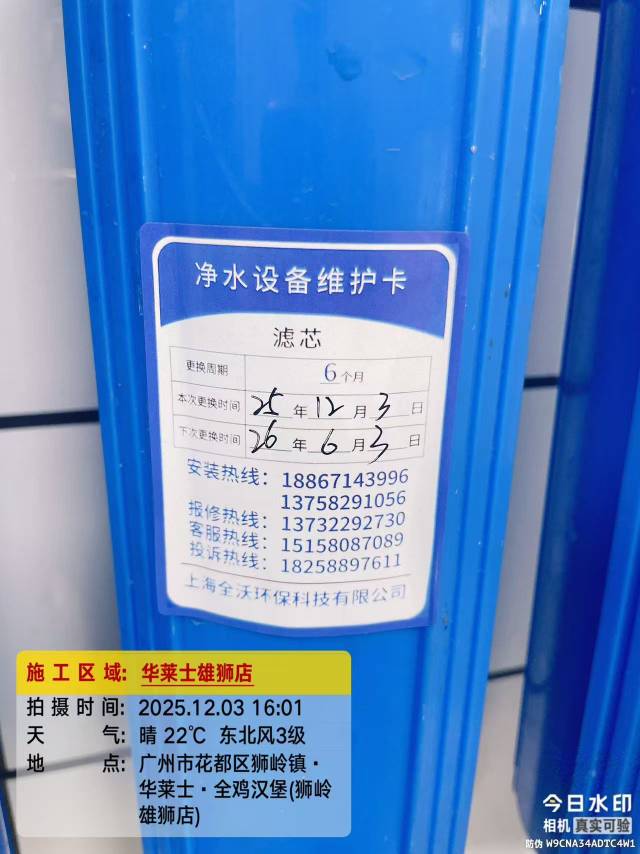 净水设备维护卡
滤芯
更换周期 6个月
本次更换时间 25年12月3日
下次更换时间 26年6月3日
安装热线：18867143996
13758291056
报修热线：13732292730
客服热线：15158087089
投诉热线：18258897611
上海全沃环保科技有限公司
施工区域：华莱士雄狮店
拍摄时间：2025.12.03 16:01
天气：晴 22℃ 东北风3级
地点：广州市花都区狮岭镇·
华莱士·全鸡汉堡(狮岭
雄狮店)
今日水印
相机 真实可验
防伪 W9CNA34ADTC4W1